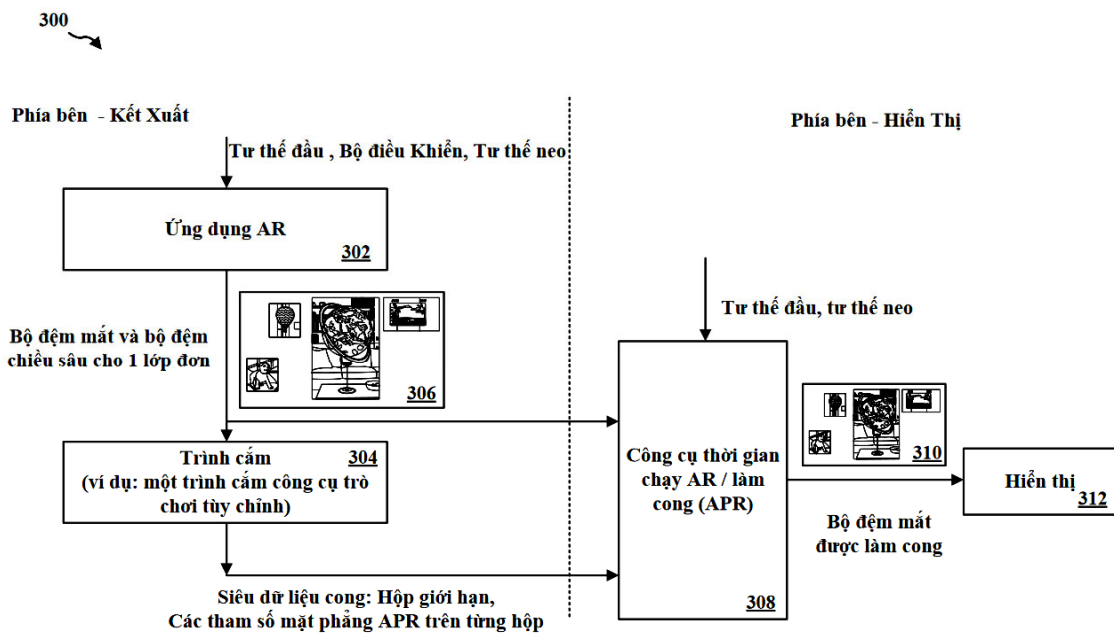 300
Phía bên - Kết Xuất
Phía bên - Hiển Thị
Tư thế đầu , Bộ điều Khiển, Tư thế neo
Ứng dụng AR
302
Bộ đệm mắt và bộ đệm
chiều sâu cho 1 lớp đơn
306
Trình cắm
304
(ví dụ: một trình cắm công cụ trò
chơi tùy chỉnh)
Siêu dữ liệu cong: Hộp giới hạn,
Các tham số mặt phẳng APR trên từng hộp
Tư thế đầu, tư thế neo
Công cụ thời gian
chạy AR / làm
cong (APR)
308
310
Bộ đệm mắt
được làm cong
Hiển thị
312